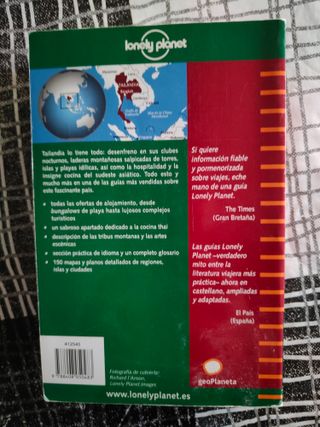 lonely planet
TAILANDIA
Tailandia lo tiene todo: desenfreno en sus clubes
nocturnos, laderas montañosas salpicadas de torres,
islas y playas idílicas, así como la hospitalidad y la
insigne cocina del sudeste asiático. Todo esto y
mucho más en una de las guías más vendidas sobre
este fascinante país.
• todas las ofertas de alojamiento, desde
bungalows de playa hasta lujosos complejos
turísticos
• un sabroso apartado dedicado a la cocina thai
• descripción de las tribus montanas y las artes
escénicas
• sección práctica de idioma y un completo glosario
• 190 mapas y planos detallados de regiones,
islas y ciudades
Si quiere
información fiable
y pormenorizada
sobre viajes, eche
mano de una guía
Lonely Planet.
The Times
(Gran Bretaña)
Las guías Lonely
Planet –verdadero
mito entre la
literatura viajera más
práctica– ahora en
castellano, ampliadas
y adaptadas.
El País
(España)
412540
Fotografía de cubierta:
Richard I'Anson,
Lonely Planet Images
geoPlaneta
www.lonelyplanet.es